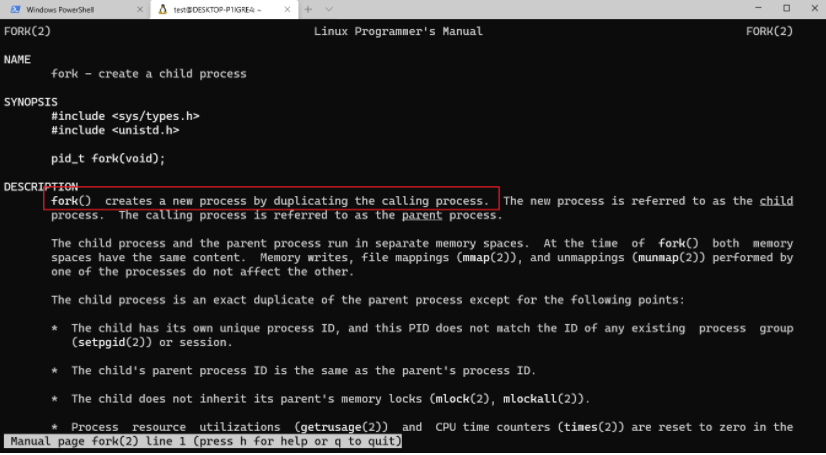 Windows PowerShell
test@DESKTOP-P1IGRE4: ~
FORK(2) Linux Programmer's Manual FORK(2)
NAME
fork - create a child process
SYNOPSIS
#include <sys/types.h>
#include <unistd.h>
pid_t fork(void);
DESCRIPTION
fork() creates a new process by duplicating the calling process. The new process is referred to as the child
process. The calling process is referred to as the parent process.
The child process and the parent process run in separate memory spaces. At the time of fork() both memory
spaces have the same content. Memory writes, file mappings (mmap(2)), and unmappings (munmap(2)) performed by
one of the processes do not affect the other.
The child process is an exact duplicate of the parent process except for the following points:
* The child has its own unique process ID, and this PID does not match the ID of any existing process group
(setpgid(2)) or session.
* The child's parent process ID is the same as the parent's process ID.
* The child does not inherit its parent's memory locks (mlock(2), mlockall(2)).
* Process resource utilizations (getrusage(2)) and CPU time counters (times(2)) are reset to zero in the
Manual page fork(2) line 1 (press h for help or q to quit)